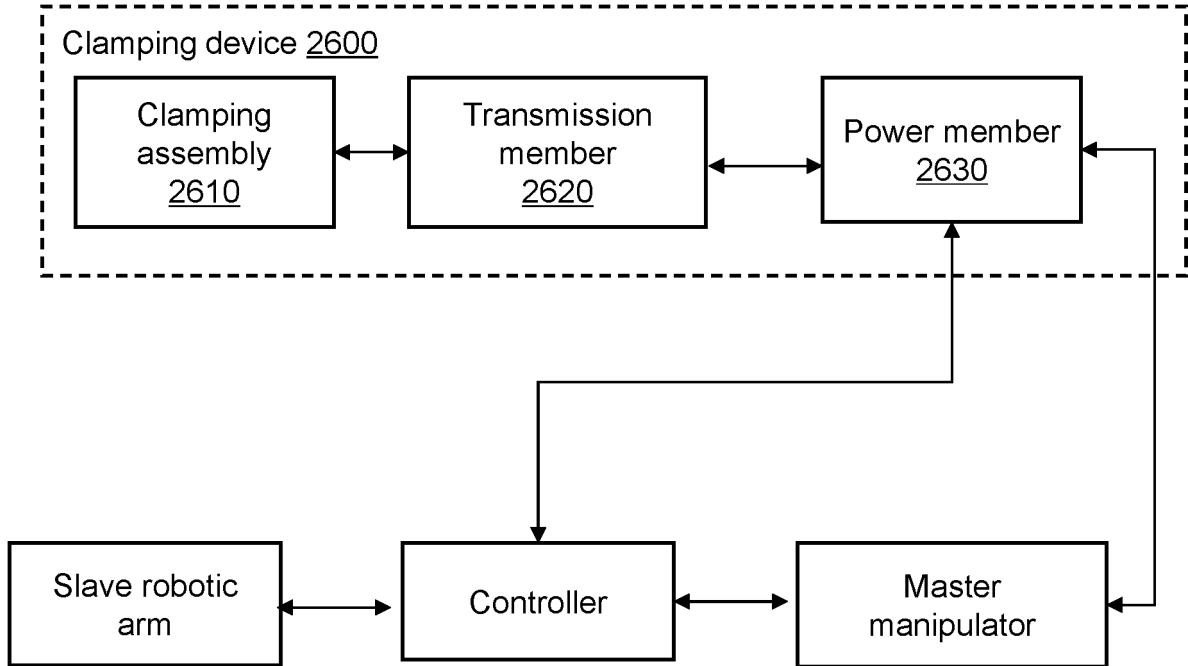 Clamping device 2600
Clamping
assembly
2610
Transmission
member
2620
Power member
2630
Slave robotic
arm
Controller
Master
manipulator